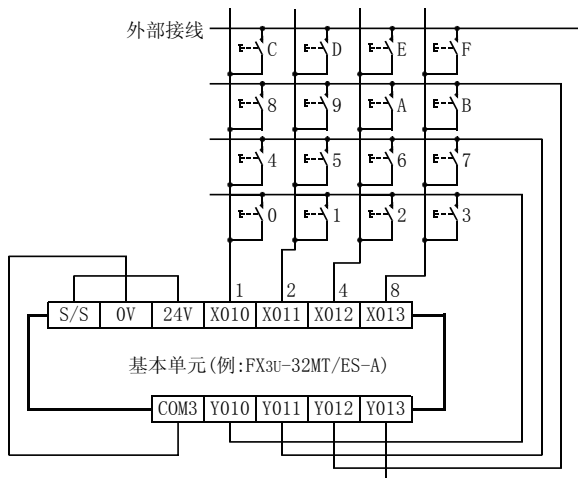 外部接线
C D E F
8 9 A B
4 5 6 7
0 1 2 3
1 2 4 8
S/S 0V 24V X010 X011 X012 X013
基本单元(例:FX3U-32MT/ES-A)
COM3 Y010 Y011 Y012 Y013